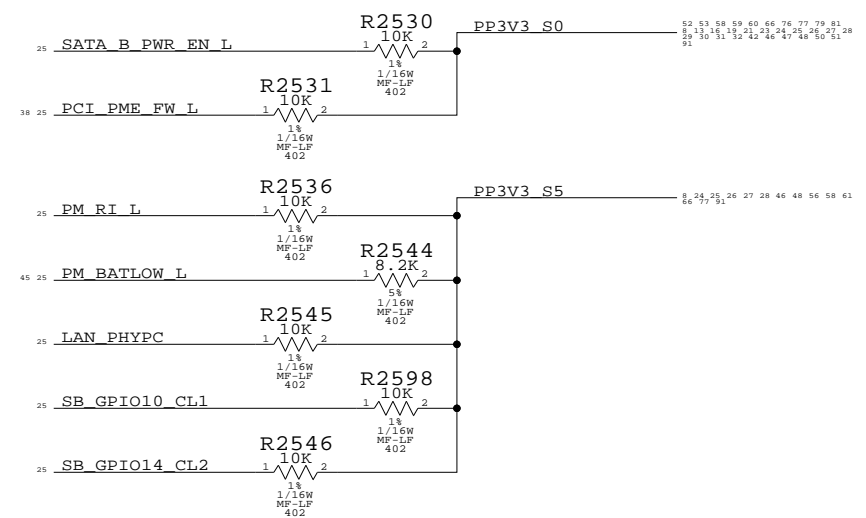 R2530
10K
PP3V3_S0
52 53 58 59 60 66 76 77 79 81
8 13 16 19 21 23 24 25 26 27 28
29 30 31 32 42 46 47 48 50 51
91
25 SATA_B_PWR_EN_L 1 2
1%
1/16W
MF-LF
402
R2531
10K
38 25 PCI_PME_FW_L 1 2
1%
1/16W
MF-LF
402
R2536
10K
PP3V3_S5
8 24 25 26 27 28 46 48 56 58 61
66 77 91
25 PM_RI_L 1 2
1%
1/16W
MF-LF
402
R2544
8.2K
45 25 PM_BATLOW_L 1 2
5%
1/16W
MF-LF
402
R2545
10K
25 LAN_PHYPC 1 2
1%
1/16W
MF-LF
402
R2598
10K
25 SB_GPIO10_CL1 1 2
1%
1/16W
MF-LF
402
R2546
10K
25 SB_GPIO14_CL2 1 2
1%
1/16W
MF-LF
402